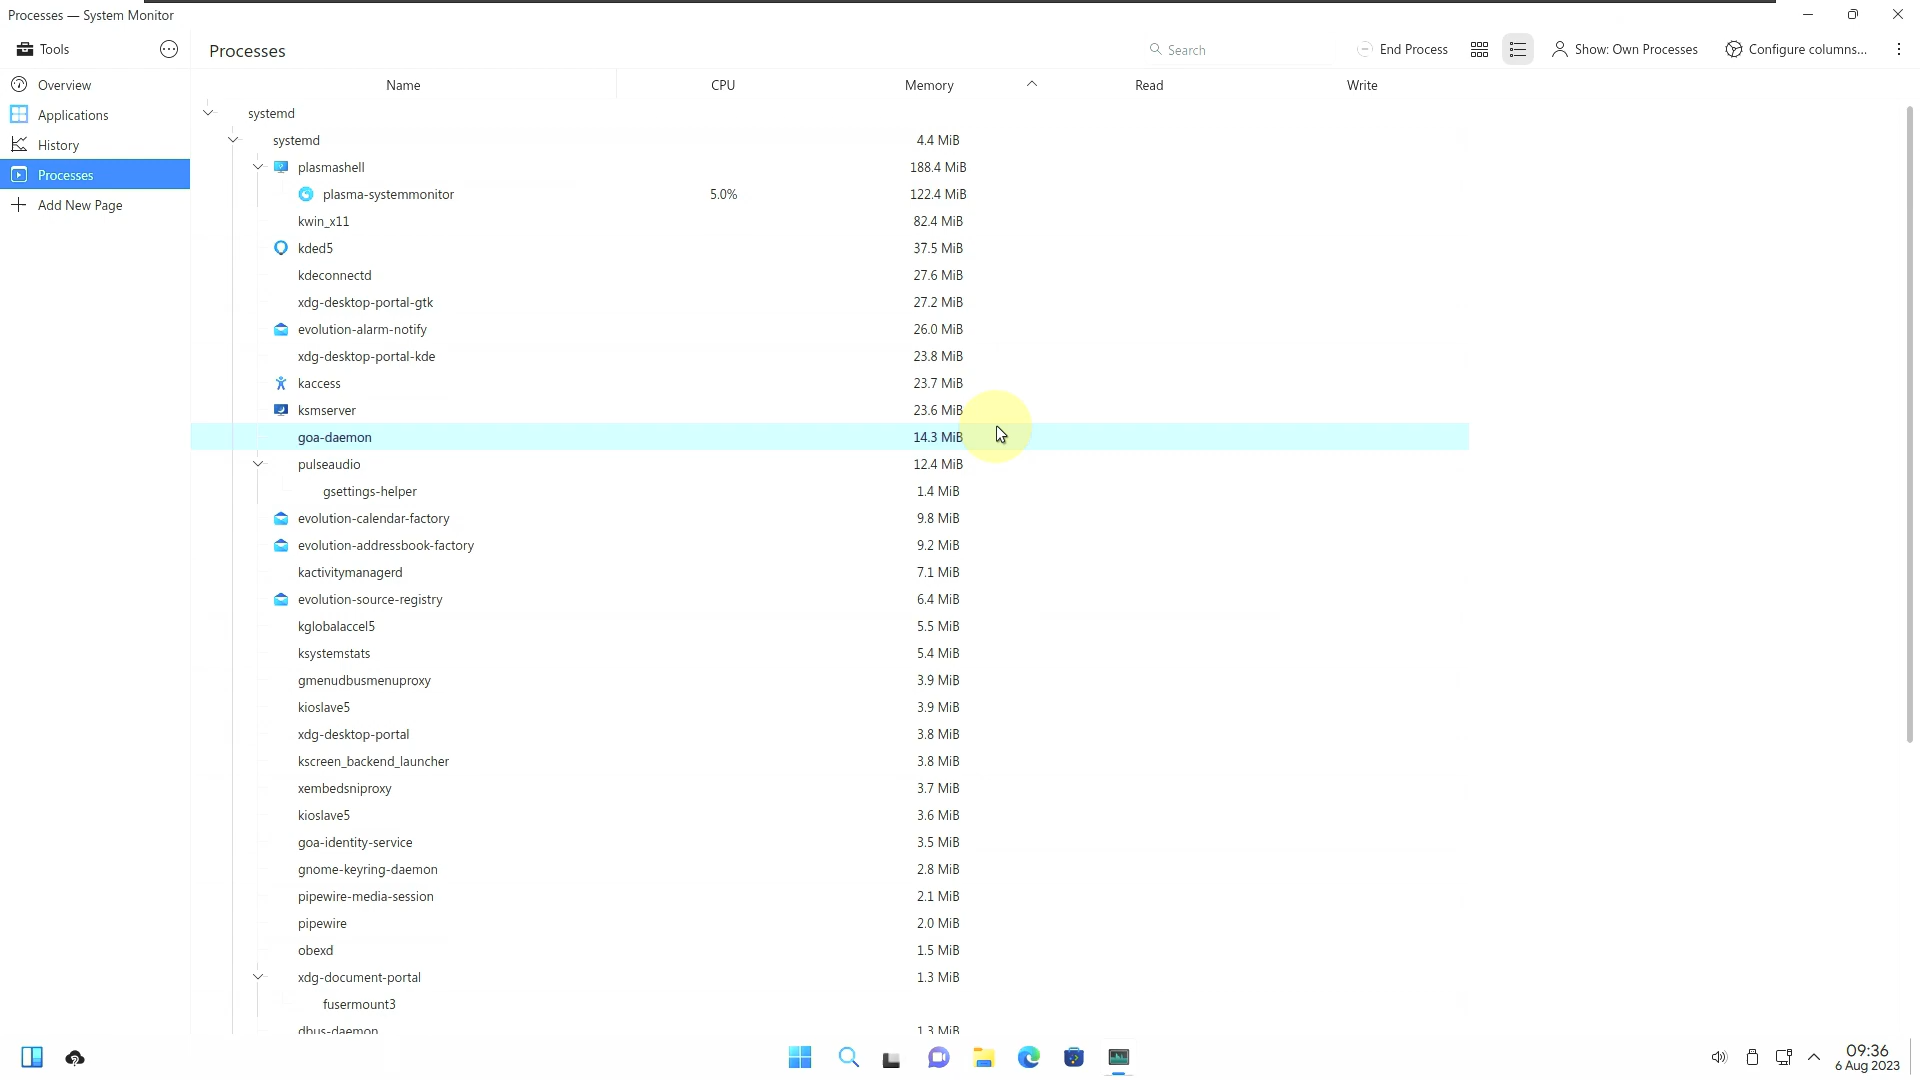 Processes — System Monitor
Tools
Processes
Search
End Process
Show: Own Processes
Configure columns...
Overview
Applications
History
Processes
Add New Page
Name CPU Memory Read Write
systemd
systemd 4.4 MiB
plasmashell 188.4 MiB
plasma-systemmonitor 5.0% 122.4 MiB
kwin_x11 82.4 MiB
kded5 37.5 MiB
kdeconnectd 27.6 MiB
xdg-desktop-portal-gtk 27.2 MiB
evolution-alarm-notify 26.0 MiB
xdg-desktop-portal-kde 23.8 MiB
kaccess 23.7 MiB
ksmserver 23.6 MiB
goa-daemon 14.3 MiB
pulseaudio 12.4 MiB
gsettings-helper 1.4 MiB
evolution-calendar-factory 9.8 MiB
evolution-addressbook-factory 9.2 MiB
kactivitymanagerd 7.1 MiB
evolution-source-registry 6.4 MiB
kglobalaccel5 5.5 MiB
ksystemstats 5.4 MiB
gmenudbusmenuproxy 3.9 MiB
kioslave5 3.9 MiB
xdg-desktop-portal 3.8 MiB
kscreen_backend_launcher 3.8 MiB
xembedsniproxy 3.7 MiB
kioslave5 3.6 MiB
goa-identity-service 3.5 MiB
gnome-keyring-daemon 2.8 MiB
pipewire-media-session 2.1 MiB
pipewire 2.0 MiB
obexd 1.5 MiB
xdg-document-portal 1.3 MiB
fusermount3
dbus-daemon 1.3 MiB
09:36
6 Aug 2023